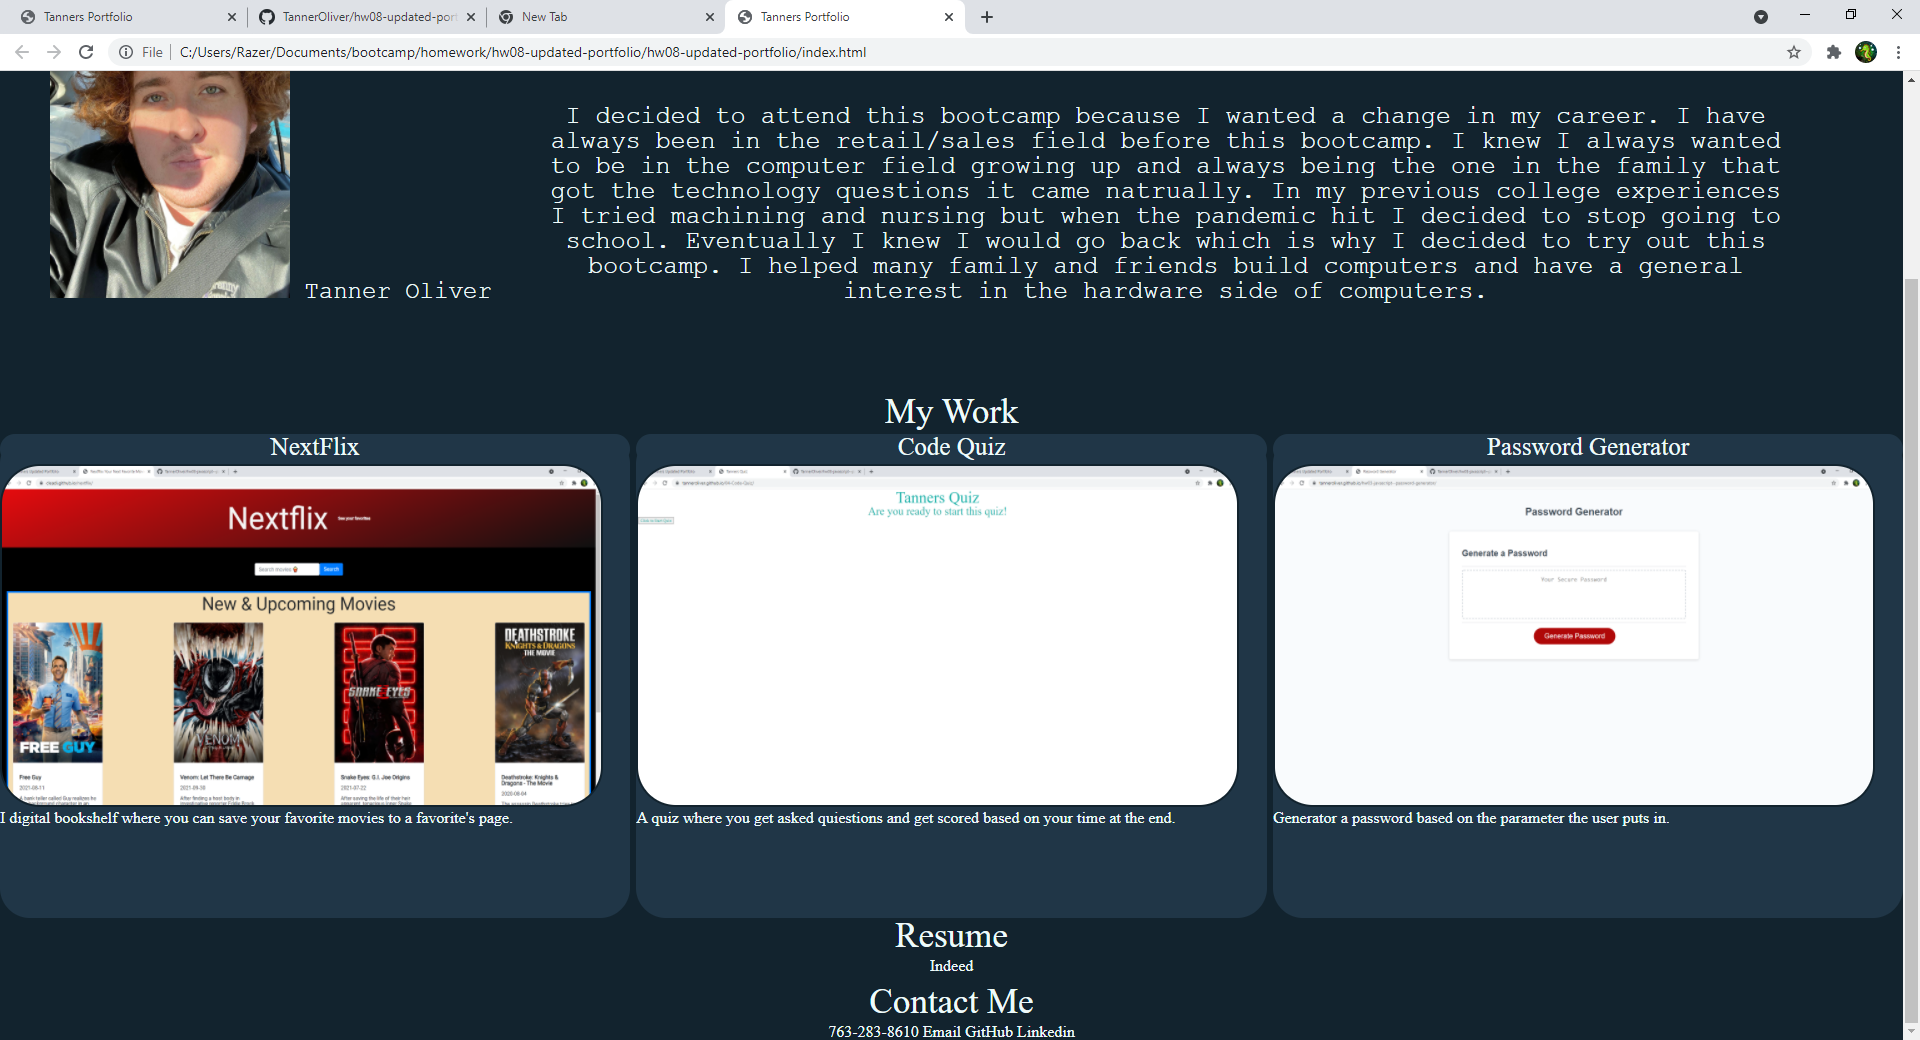 Tanners Portfolio
TannerOliver/hw08-updated-port
New Tab
Tanners Portfolio
File
C:/Users/Razer/Documents/bootcamp/homework/hw08-updated-portfolio/hw08-updated-portfolio/index.html
I decided to attend this bootcamp because I wanted a change in my career. I have
always been in the retail/sales field before this bootcamp. I knew I always wanted
to be in the computer field growing up and always being the one in the family that
got the technology questions it came natrually. In my previous college experiences
I tried machining and nursing but when the pandemic hit I decided to stop going to
school. Eventually I knew I would go back which is why I decided to try out this
bootcamp. I helped many family and friends build computers and have a general
interest in the hardware side of computers.
Tanner Oliver
My Work
NextFlix
Nextflix
See your favorites
Search movies
Search
New & Upcoming Movies
FREE GUY
VENOM
SNAKE EYES
DEATHSTROKE
KNIGHTS & DRAGONS
THE MOVIE
Free Guy
2021-08-11
Venom: Let There Be Carnage
2021-09-30
Snake Eyes: G.I. Joe Origins
2021-07-22
Deathstroke: Knights &
Dragons - The Movie
2020-08-04
I digital bookshelf where you can save your favorite movies to a favorite's page.
Code Quiz
Tanners Quiz
Are you ready to start this quiz!
A quiz where you get asked quiestions and get scored based on your time at the end.
Password Generator
Password Generator
Generate a Password
Your Secure Password
Generate Password
Generator a password based on the parameter the user puts in.
Resume
Indeed
Contact Me
763-283-8610 Email GitHub Linkedin